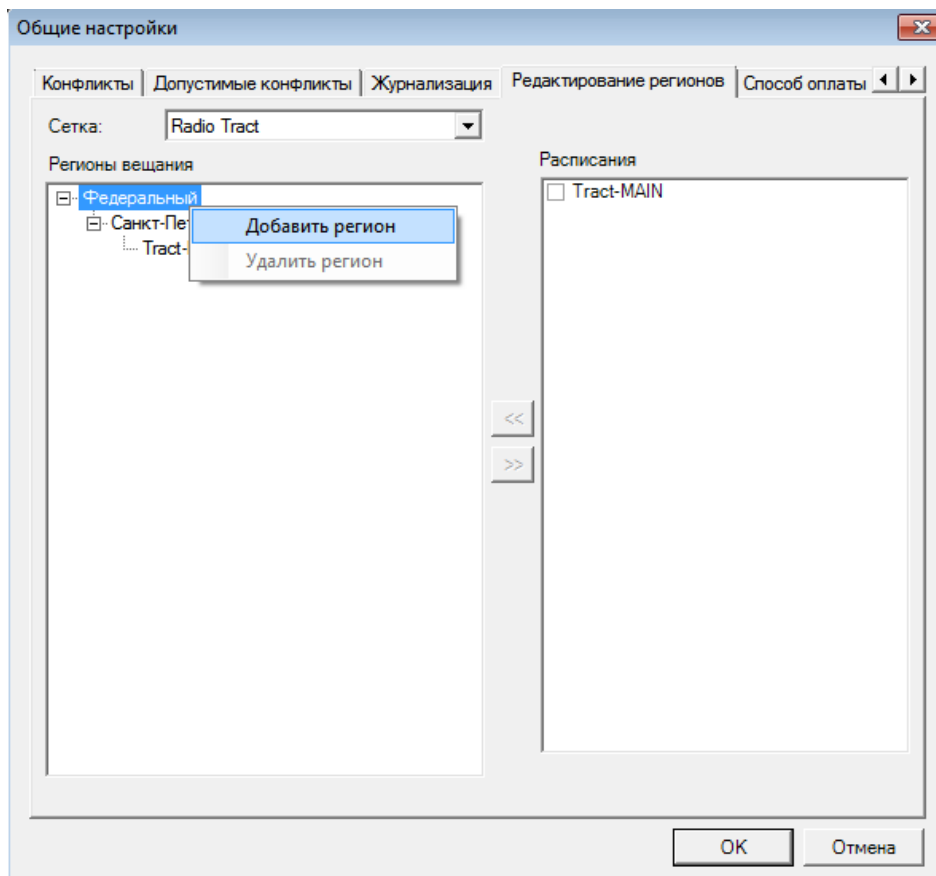 Общие настройки
Конфликты Допустимые конфликты Журнализация Редактирование регионов Способ оплаты
Сетка: Radio Tract
Регионы вещания
Расписания
Федеральный
Tract-MAIN
Добавить регион
Tract-
Удалить регион
<<
>>
OK
Отмена